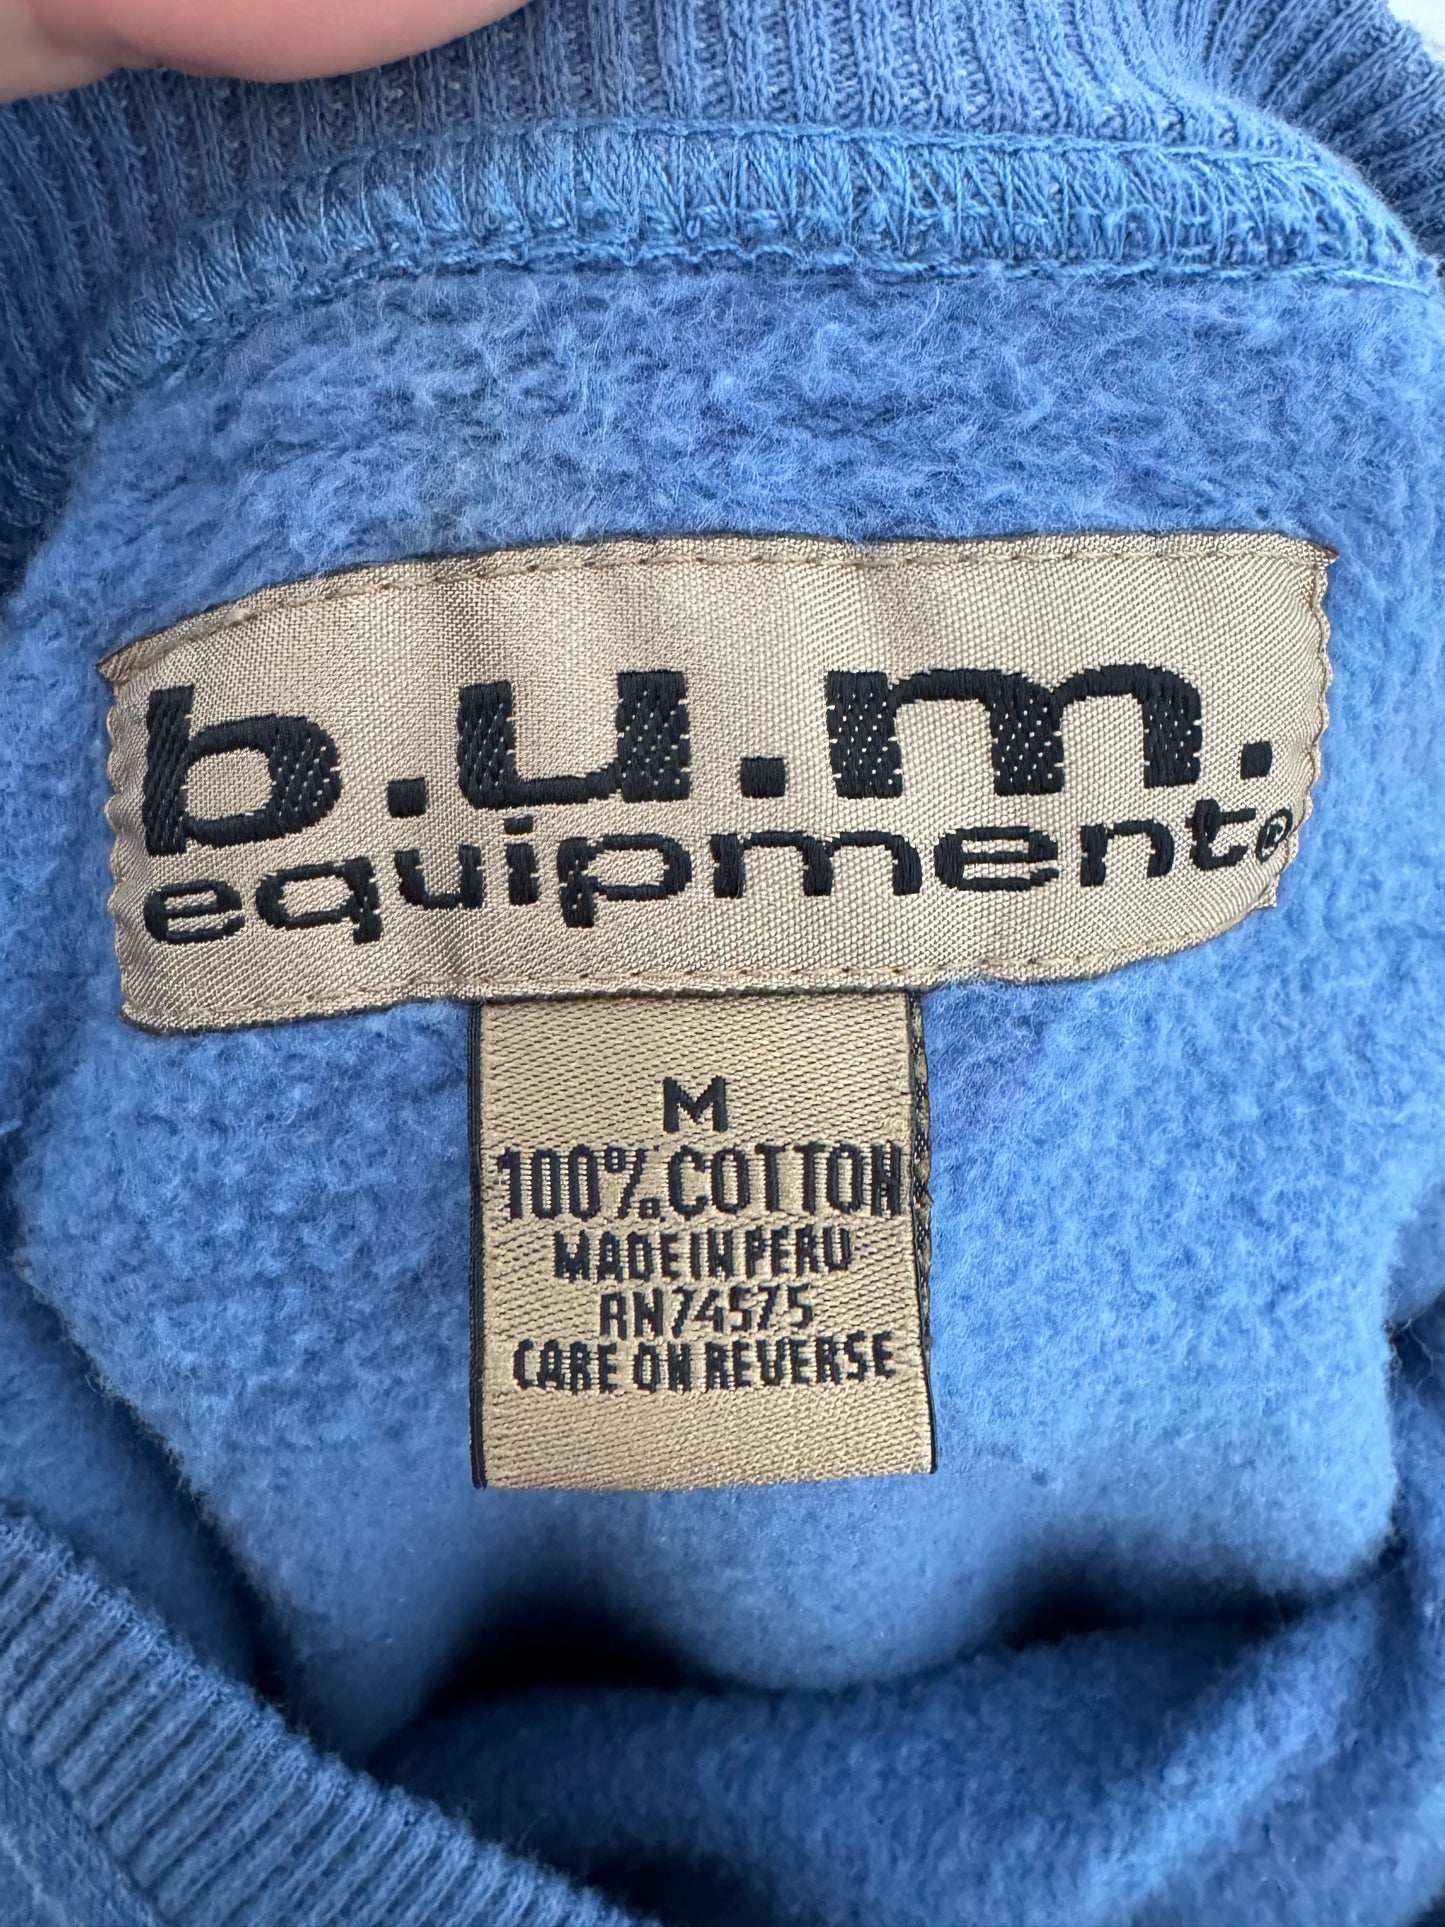 b.u.m.
equipment®
M
100% COTTON
MADE IN PERU
RN74575
CARE ON REVERSE